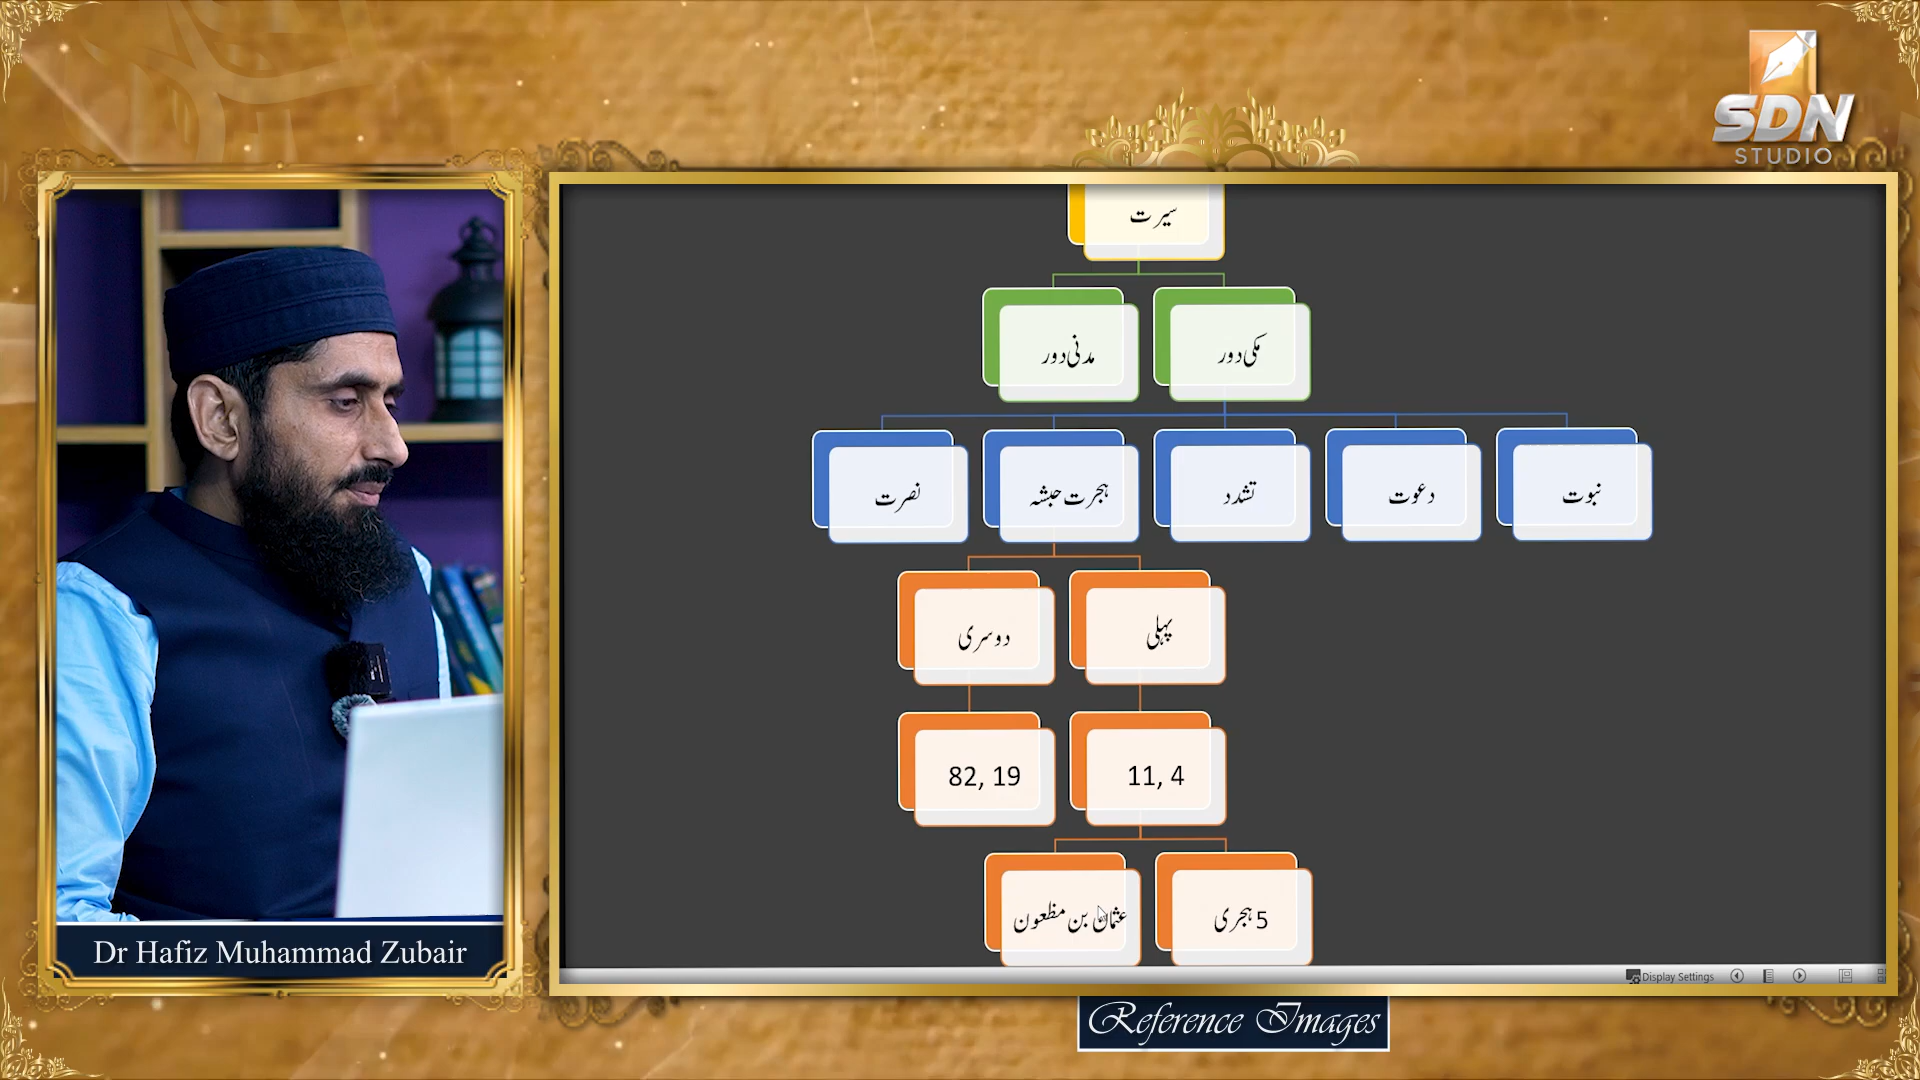 SDN
STUDIO
سیرت
مکی دور
مدنی دور
نبوت
دعوت
تشدد
ہجرت حبشہ
نصرت
پہلی
دوسری
11, 4
82, 19
5 ہجری
عثمان بن مظعون
Display Settings
Dr Hafiz Muhammad Zubair
Reference Images